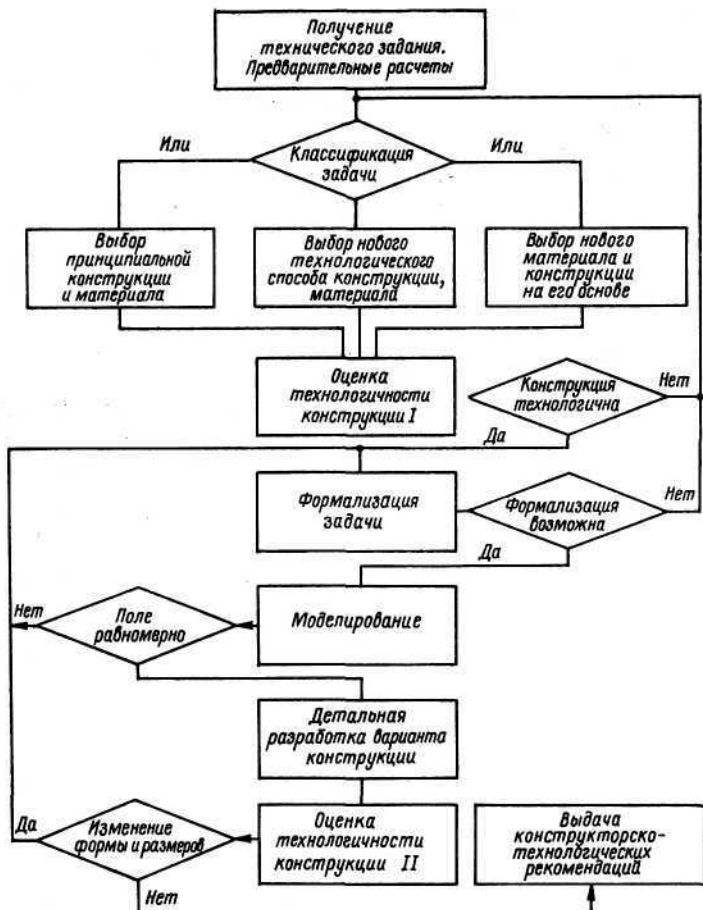 Получение
технического задания.
Предварительные расчеты
Или
Классификация
задачи
Или
Выбор
принципиальной
конструкции
и материала
Выбор нового
технологического
способа конструкции,
материала
Выбор нового
материала и
конструкции
на его основе
Оценка
технологичности
конструкции I
Конструкция
технологична
Нет
Да
Формализация
задачи
Формализация
возможна
Нет
Да
Нет
Поле
равномерно
Моделирование
Детальная
разработка варианта
конструкции
Да
Изменение
формы и размеров
Оценка
технологичности
конструкции II
Выдача
конструкторско-
технологических
рекомендаций
Нет